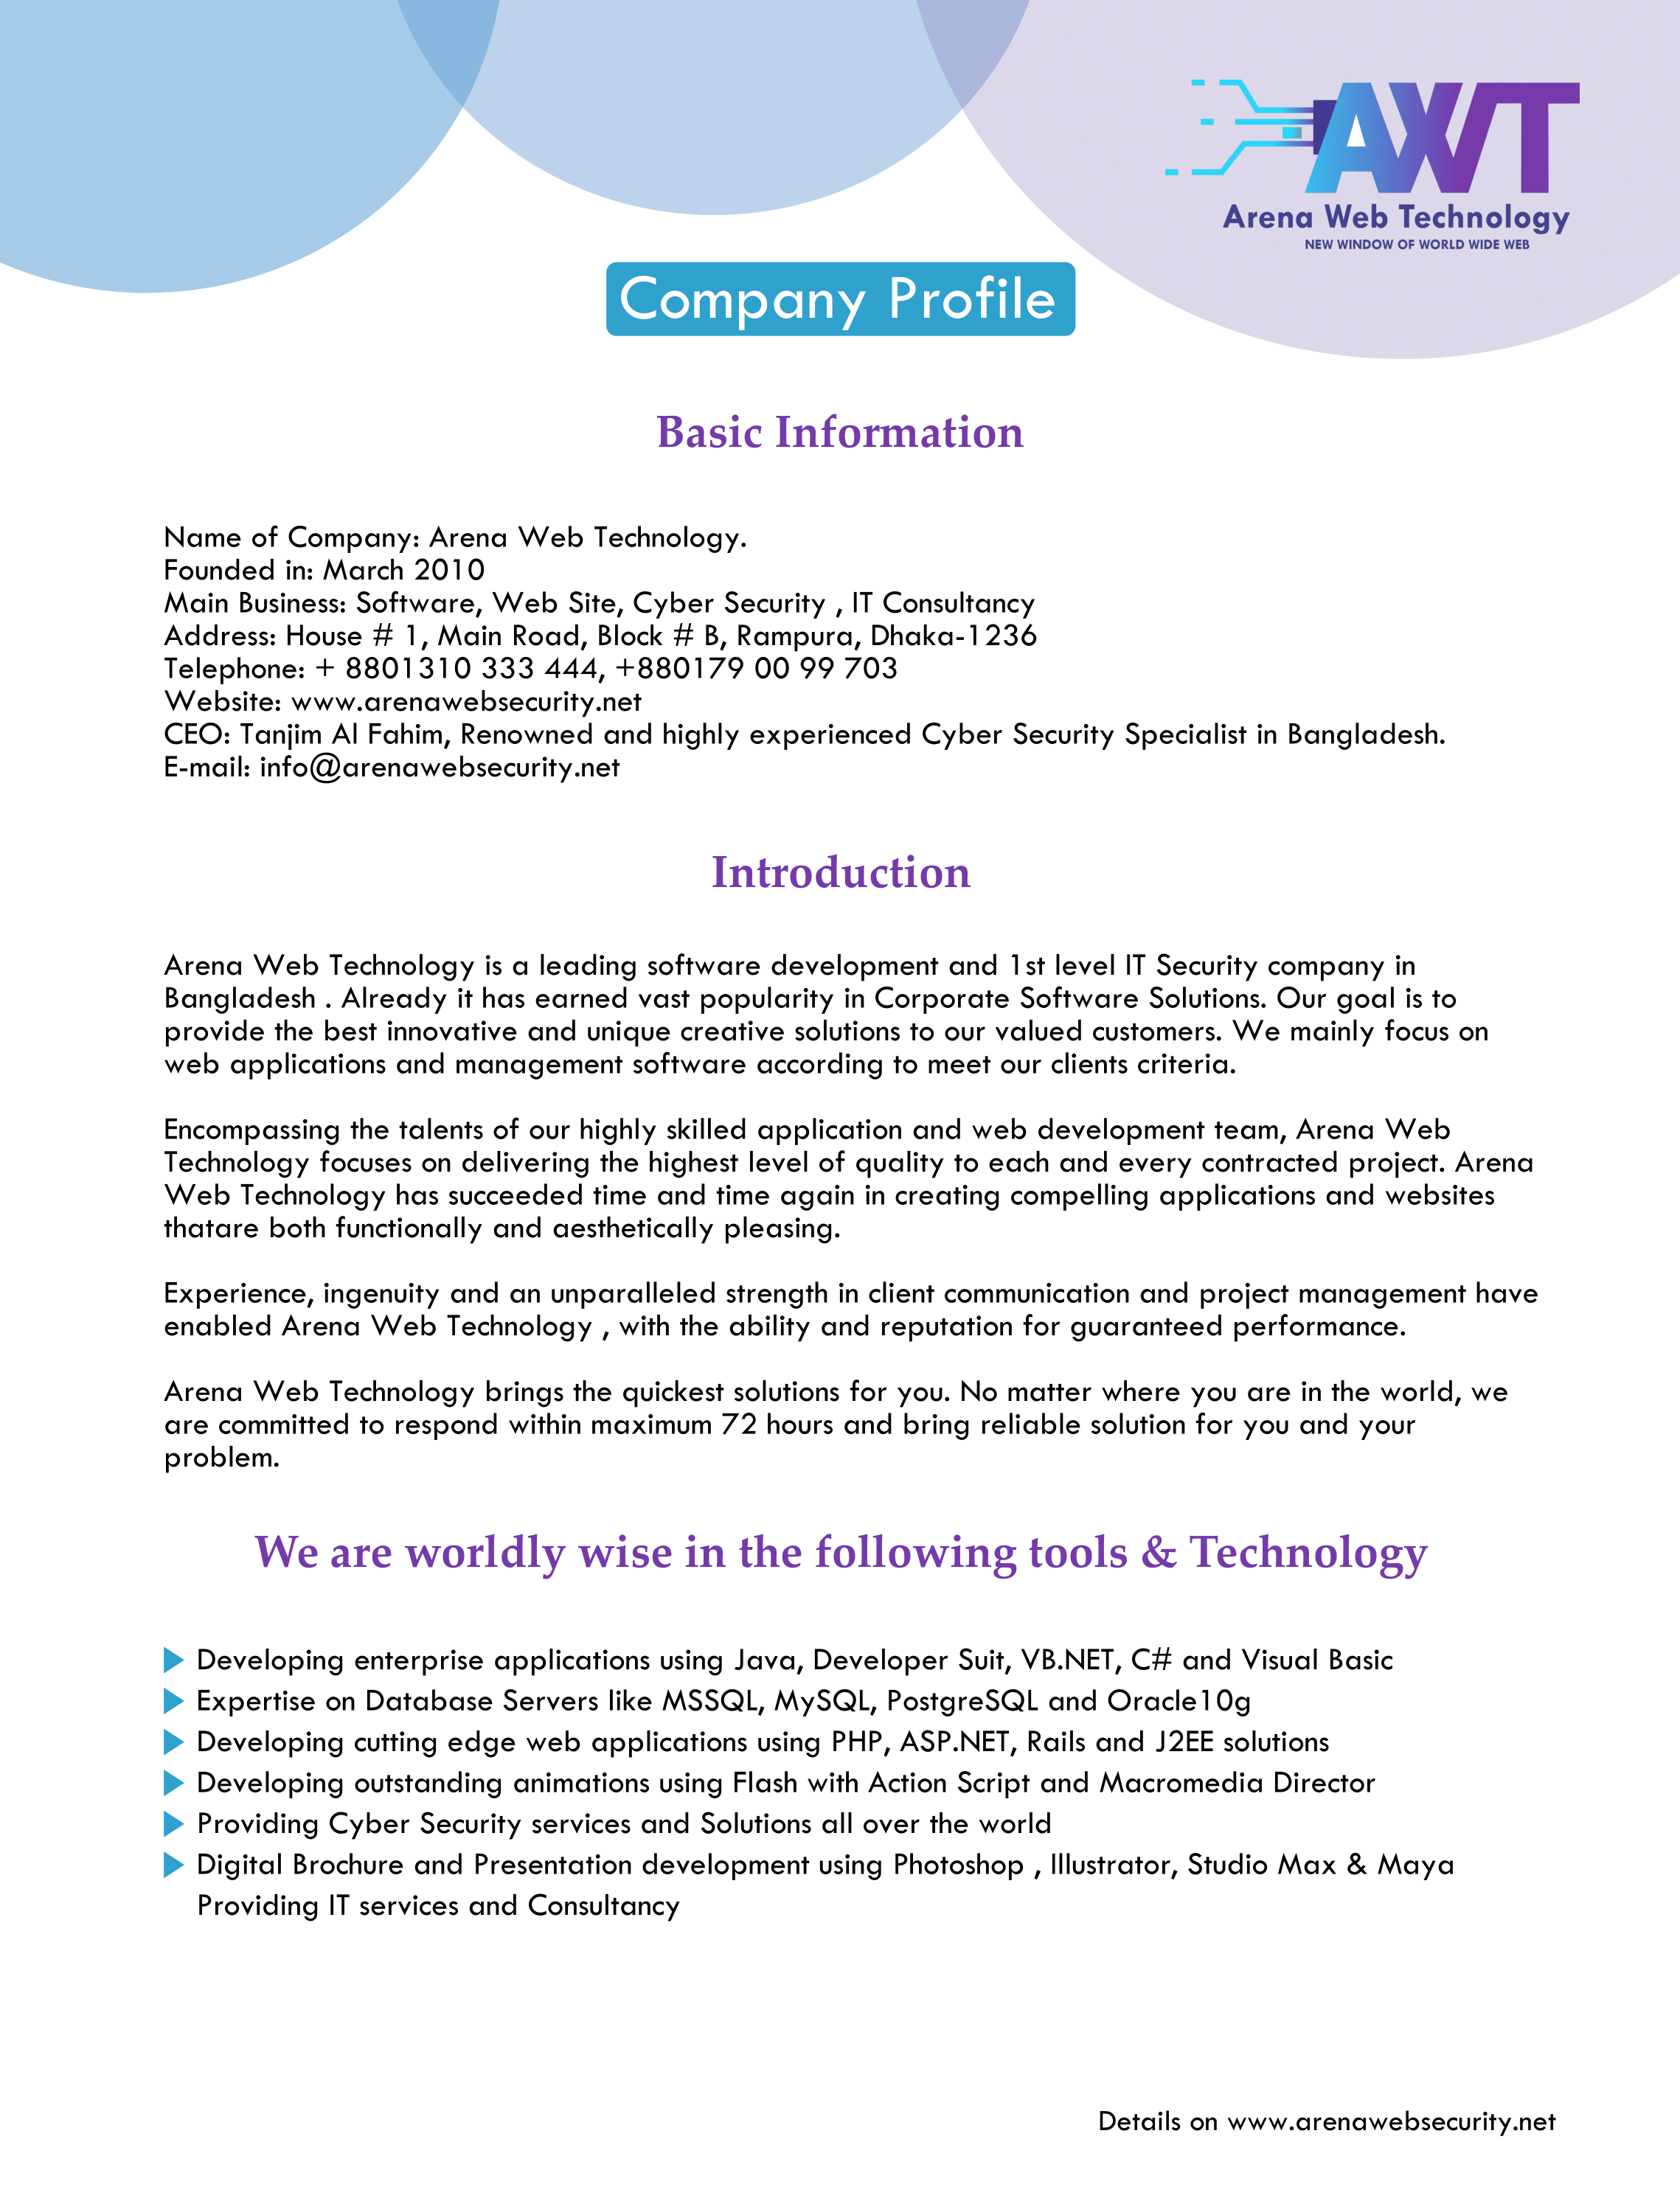 AWT
Arena Web Technology
NEW WINDOW OF WORLD WIDE WEB
Company Profile
Basic Information
Name of Company: Arena Web Technology.
Founded in: March 2010
Main Business: Software, Web Site, Cyber Security , IT Consultancy
Address: House # 1, Main Road, Block # B, Rampura, Dhaka-1236
Telephone: + 8801310 333 444, +880179 00 99 703
Website: www.arenawebsecurity.net
CEO: Tanjim Al Fahim, Renowned and highly experienced Cyber Security Specialist in Bangladesh.
E-mail: info@arenawebsecurity.net
Introduction
Arena Web Technology is a leading software development and 1st level IT Security company in
Bangladesh . Already it has earned vast popularity in Corporate Software Solutions. Our goal is to
provide the best innovative and unique creative solutions to our valued customers. We mainly focus on
web applications and management software according to meet our clients criteria.
Encompassing the talents of our highly skilled application and web development team, Arena Web
Technology focuses on delivering the highest level of quality to each and every contracted project. Arena
Web Technology has succeeded time and time again in creating compelling applications and websites
thatare both functionally and aesthetically pleasing.
Experience, ingenuity and an unparalleled strength in client communication and project management have
enabled Arena Web Technology , with the ability and reputation for guaranteed performance.
Arena Web Technology brings the quickest solutions for you. No matter where you are in the world, we
are committed to respond within maximum 72 hours and bring reliable solution for you and your
problem.
We are worldly wise in the following tools & Technology
Developing enterprise applications using Java, Developer Suit, VB.NET, C# and Visual Basic
Expertise on Database Servers like MSSQL, MySQL, PostgreSQL and Oracle10g
Developing cutting edge web applications using PHP, ASP.NET, Rails and J2EE solutions
Developing outstanding animations using Flash with Action Script and Macromedia Director
Providing Cyber Security services and Solutions all over the world
Digital Brochure and Presentation development using Photoshop , Illustrator, Studio Max & Maya
Providing IT services and Consultancy
Details on www.arenawebsecurity.net